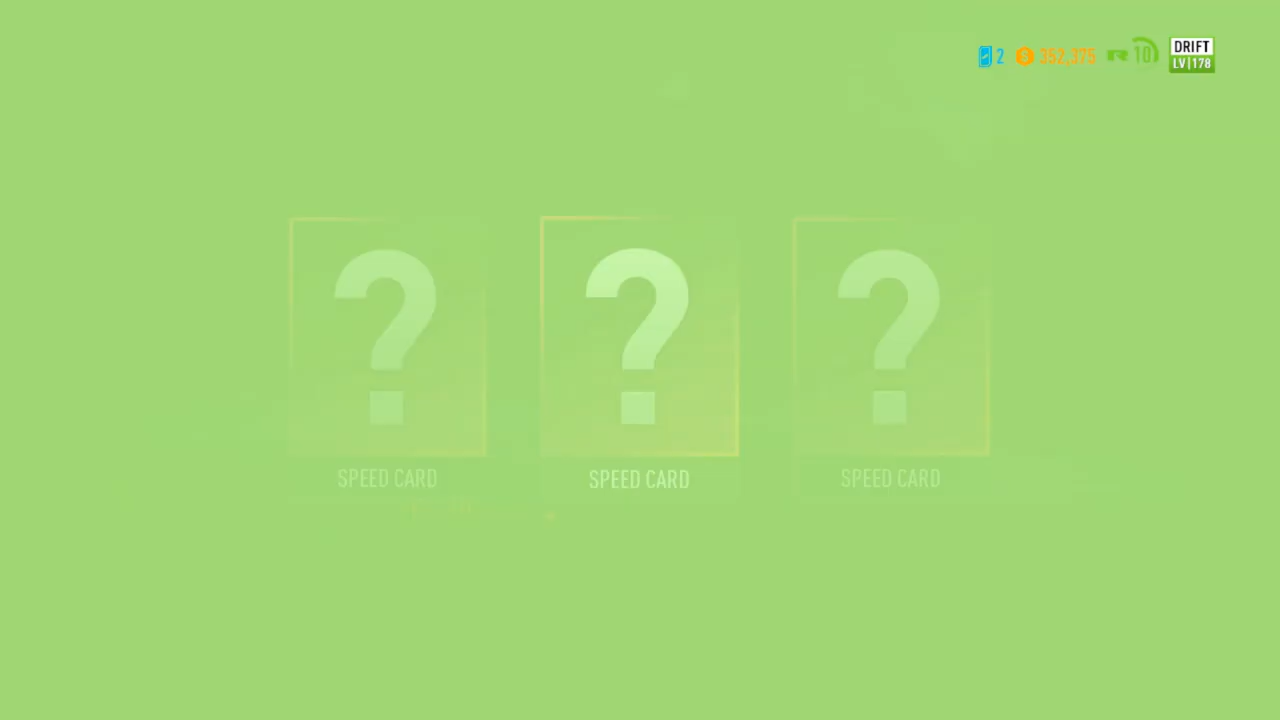 2 352,375 R 10 DRIFT
LV|178
? ? ?
SPEED CARD SPEED CARD SPEED CARD